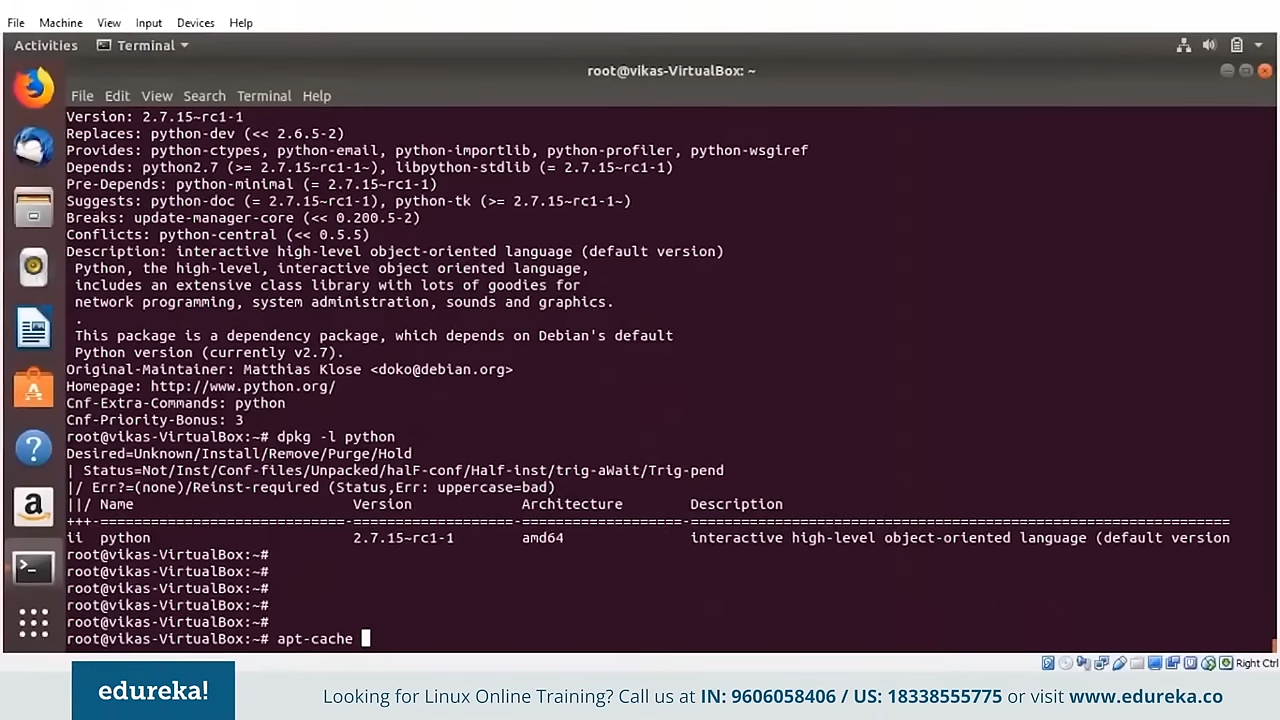 File Machine View Input Devices Help
Activities Terminal
root@vikas-VirtualBox: ~
File Edit View Search Terminal Help
Version: 2.7.15~rc1-1
Replaces: python-dev (<< 2.6.5-2)
Provides: python-ctypes, python-email, python-importlib, python-profiler, python-wsgiref
Depends: python2.7 (>= 2.7.15~rc1-1~), libpython-stdlib (= 2.7.15~rc1-1)
Pre-Depends: python-minimal (= 2.7.15~rc1-1)
Suggests: python-doc (= 2.7.15~rc1-1), python-tk (>= 2.7.15~rc1-1~)
Breaks: update-manager-core (<< 0.200.5-2)
Conflicts: python-central (<< 0.5.5)
Description: interactive high-level object-oriented language (default version)
Python, the high-level, interactive object oriented language,
includes an extensive class library with lots of goodies for
network programming, system administration, sounds and graphics.
.
This package is a dependency package, which depends on Debian's default
Python version (currently v2.7).
Original-Maintainer: Matthias Klose <doko@debian.org>
Homepage: http://www.python.org/
Cnf-Extra-Commands: python
Cnf-Priority-Bonus: 3
root@vikas-VirtualBox:~# dpkg -l python
Desired=Unknown/Install/Remove/Purge/Hold
| Status=Not/Inst/Conf-files/Unpacked/halF-conf/Half-inst/trig-aWait/Trig-pend
|/ Err?=(none)/Reinst-required (Status,Err: uppercase=bad)
||/ Name Version Architecture Description
+++-=============================-===================-===================-================================================================
ii python 2.7.15~rc1-1 amd64 interactive high-level object-oriented language (default version
root@vikas-VirtualBox:~#
root@vikas-VirtualBox:~#
root@vikas-VirtualBox:~#
root@vikas-VirtualBox:~#
root@vikas-VirtualBox:~#
root@vikas-VirtualBox:~# apt-cache
Right Ctrl
edureka!
Looking for Linux Online Training? Call us at IN: 9606058406 / US: 18338555775 or visit www.edureka.co